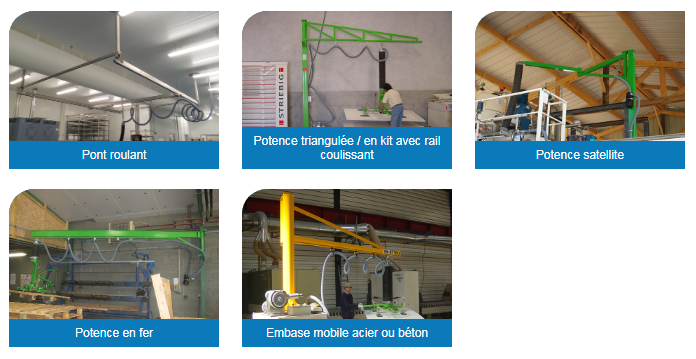 STRIEBIG
Pont roulant
Potence triangulée / en kit avec rail
coulissant
Potence satellite
Potence en fer
Embase mobile acier ou béton